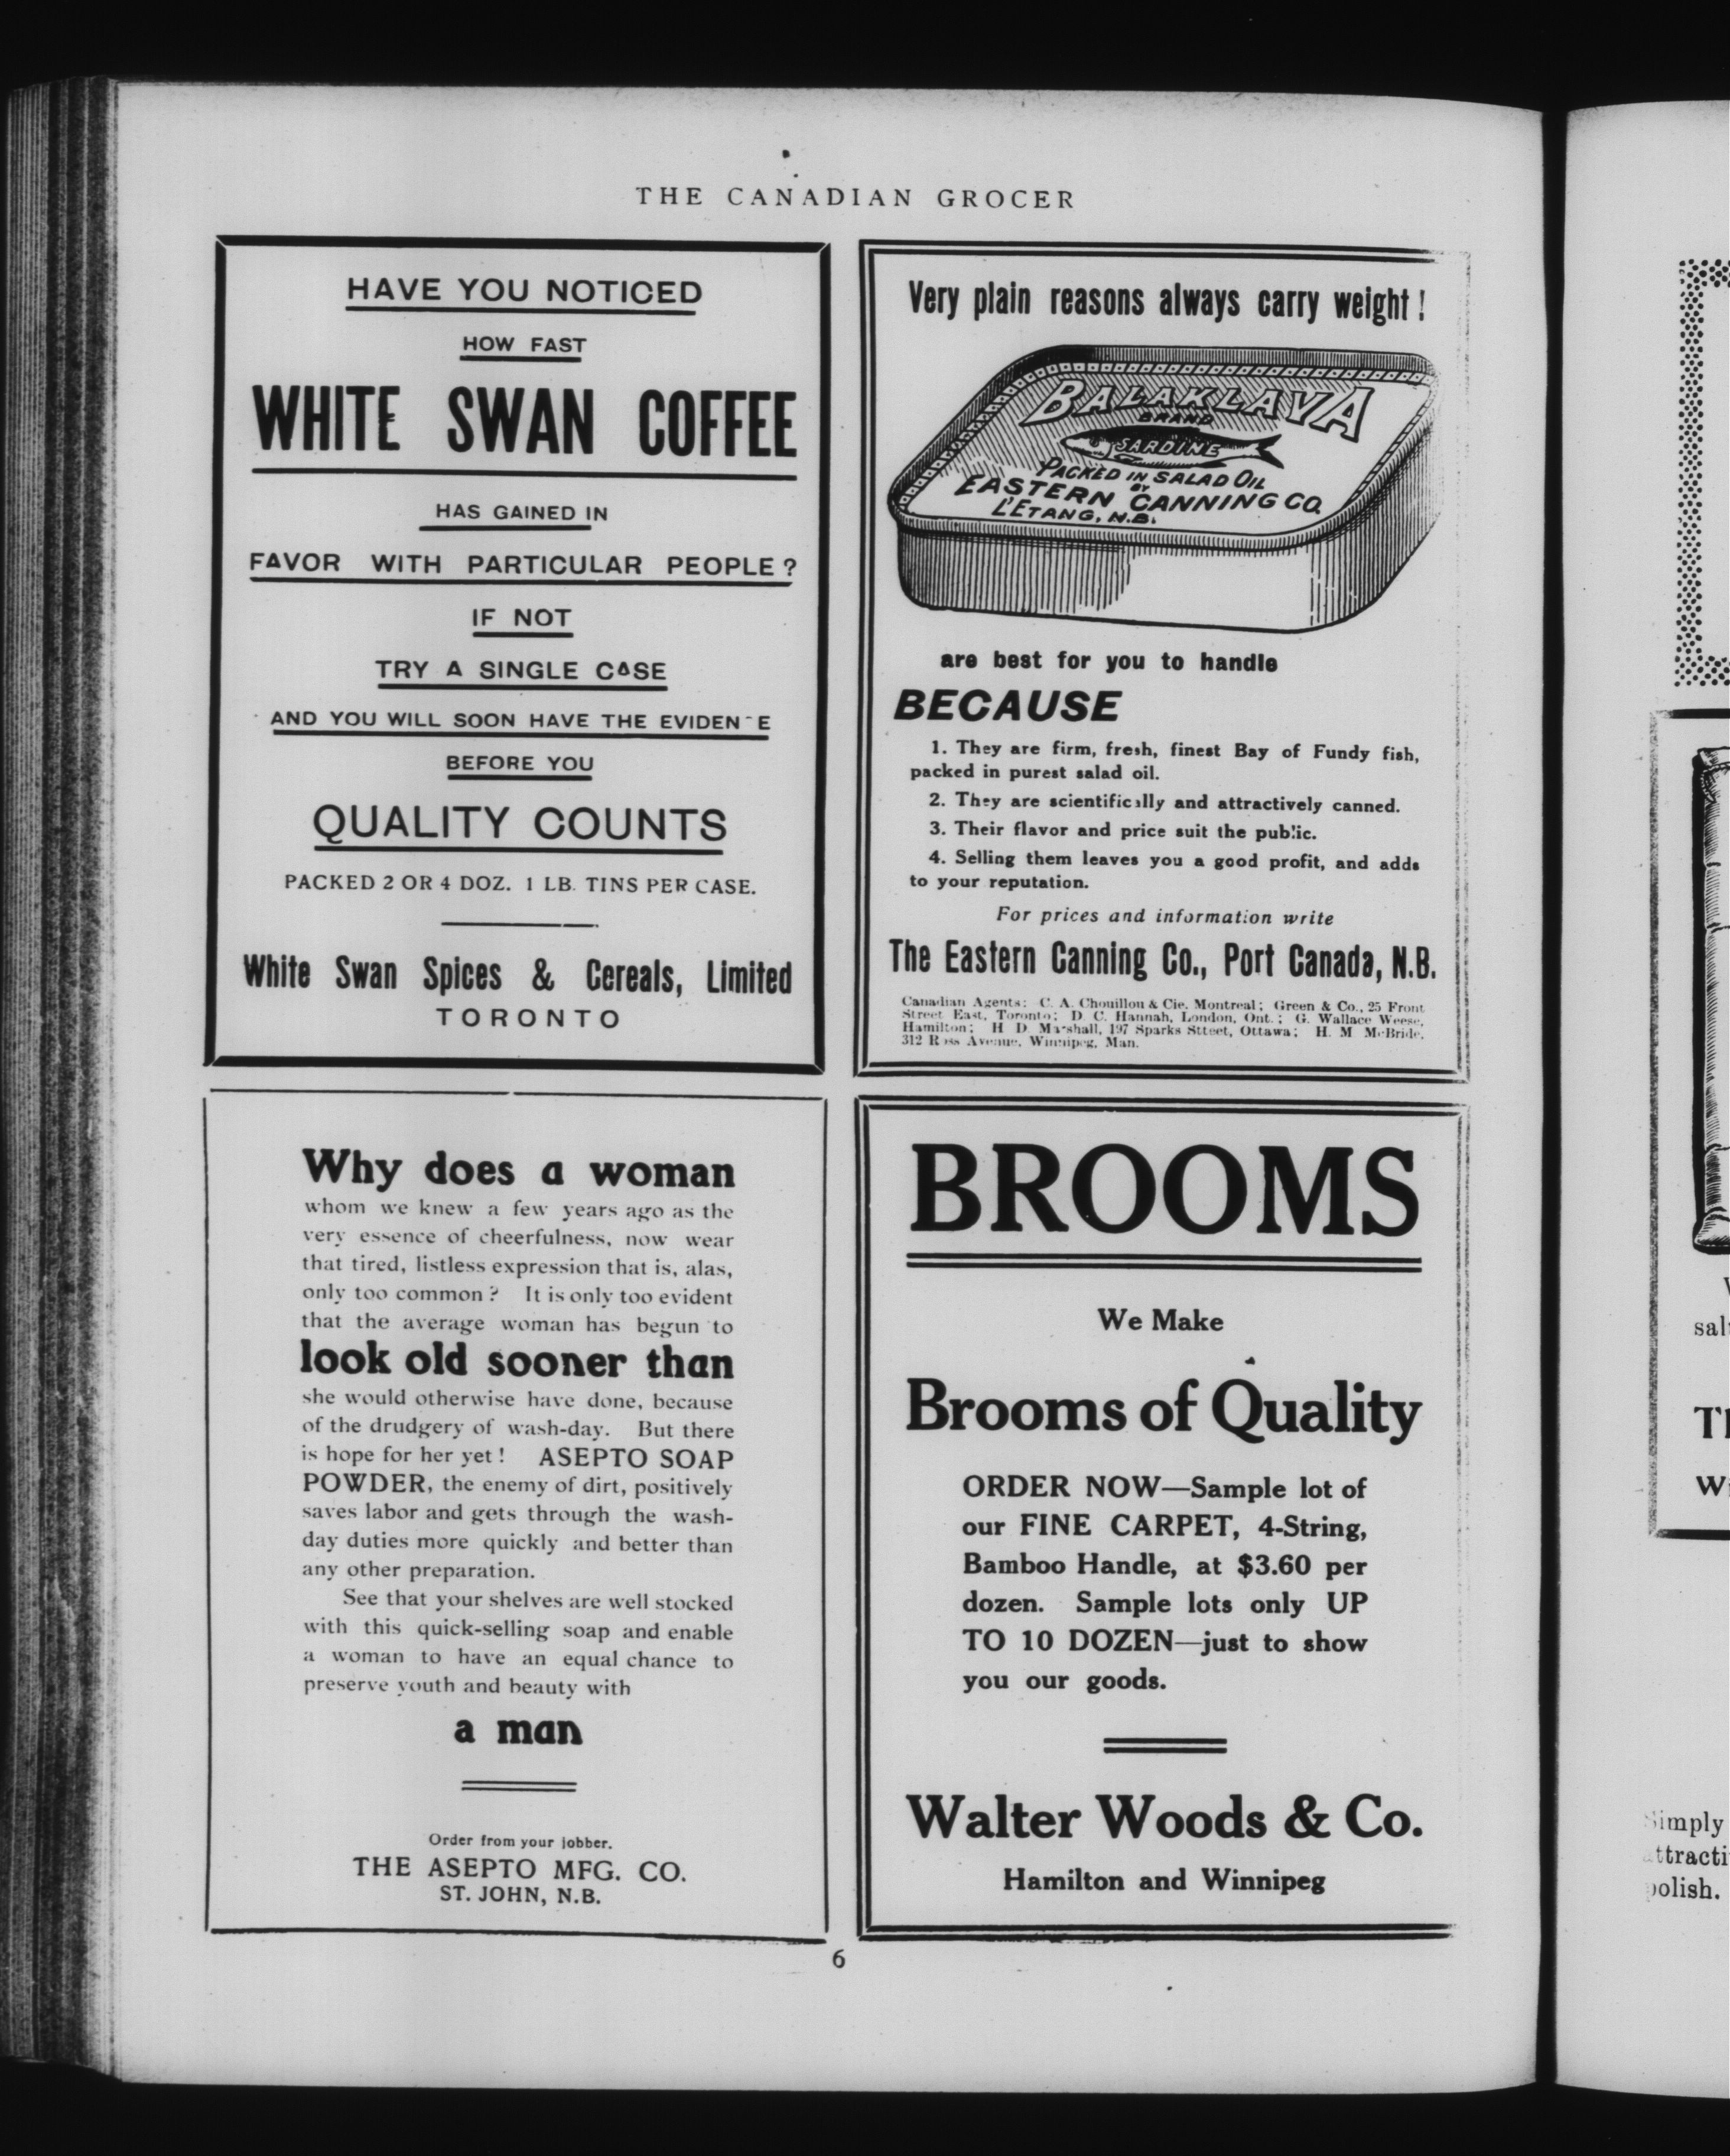 THE CANADIAN GROCER
HAVE YOU NOTICED
HOW FAST
WHITE SWAN COFFEE
HAS GAINED IN
FAVOR WITH PARTICULAR PEOPLE?
IF NOT
TRY A SINGLE CASE
AND YOU WILL SOON HAVE THE EVIDEN E
BEFORE YOU
QUALITY COUNTS
PACKED 2 OR 4 DOZ. 1 LB. TINS PER CASE.
White Swan Spices & Cereals, Limited
TORONTO
Very plain reasons always carry weight!
BALAKLAVA
BRAND
SARDINE
PACKED IN SALAD OIL
BY
EASTERN CANNING CO.
L'ETANG, N.B.
are best for you to handle
BECAUSE
1. They are firm, fresh, finest Bay of Fundy fish,
packed in purest salad oil.
2. They are scientifically and attractively canned.
3. Their flavor and price suit the public.
4. Selling them leaves you a good profit, and adds
to your reputation.
For prices and information write
The Eastern Canning Co., Port Canada, N.B.
Canadian Agents: C. A. Chouillou & Cie, Montreal; Green & Co., 25 Front
Street East, Toronto; D. C. Hannah, London, Ont.; G. Wallace Weese,
Hamilton; H D. Marshall, 197 Sparks Stteet, Ottawa; H. M McBride,
312 Ross Avenue, Winnipeg, Man.
Why does a woman
whom we knew a few years ago as the
very essence of cheerfulness, now wear
that tired, listless expression that is, alas,
only too common? It is only too evident
that the average woman has begun to
look old sooner than
she would otherwise have done, because
of the drudgery of wash-day. But there
is hope for her yet! ASEPTO SOAP
POWDER, the enemy of dirt, positively
saves labor and gets through the wash-
day duties more quickly and better than
any other preparation.
See that your shelves are well stocked
with this quick-selling soap and enable
a woman to have an equal chance to
preserve youth and beauty with
a man
Order from your jobber.
THE ASEPTO MFG. CO.
ST. JOHN, N.B.
BROOMS
We Make
Brooms of Quality
ORDER NOW—Sample lot of
our FINE CARPET, 4-String,
Bamboo Handle, at $3.60 per
dozen. Sample lots only UP
TO 10 DOZEN—just to show
you our goods.
Walter Woods & Co.
Hamilton and Winnipeg
6
polish.